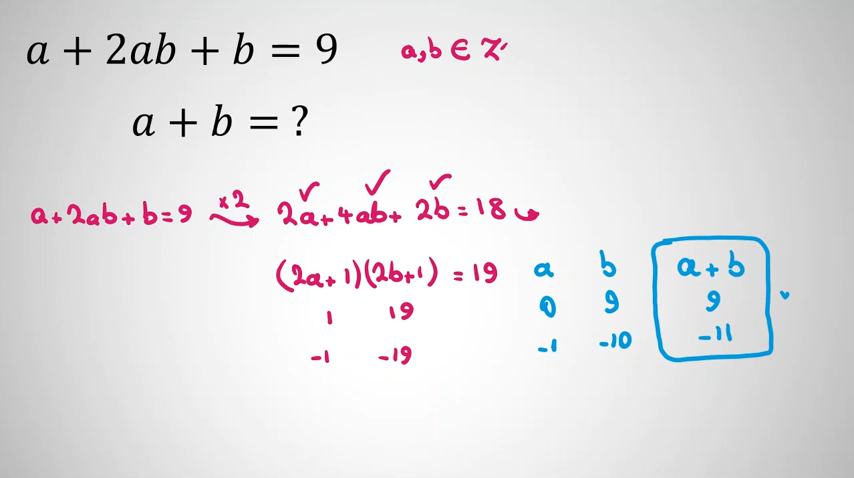 a + 2ab + b = 9 a,b ∈ Z
a + b = ?
a+2ab+b=9 ×2 2a+4ab+ 2b=18
(2a+1)(2b+1) = 19 a b a+b
1 19 0 9 9
-1 -19 -1 -10 -11